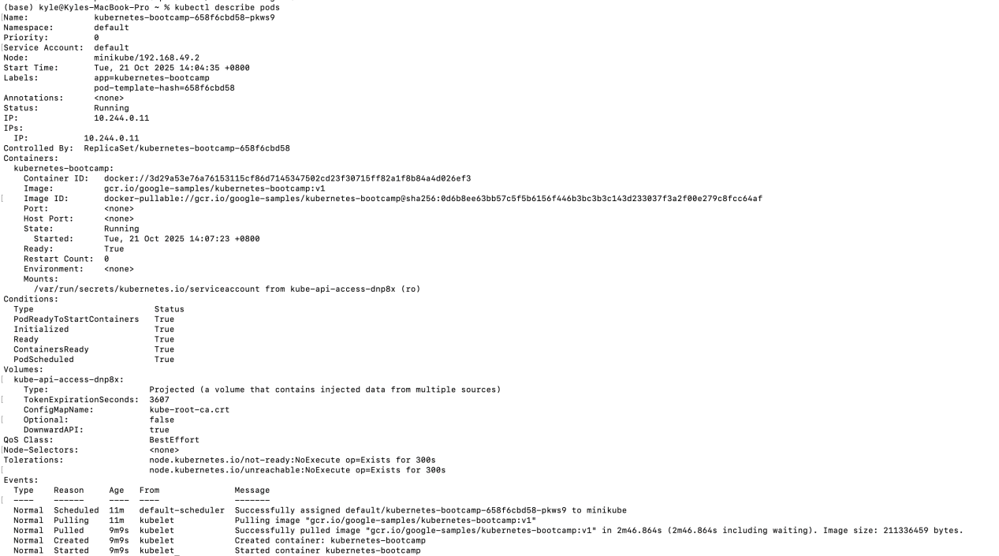 (base) kyle@Kyles-MacBook-Pro ~ % kubectl describe pods
Name:             kubernetes-bootcamp-658f6cbd58-pkws9
Namespace:        default
Priority:         0
Service Account:  default
Node:             minikube/192.168.49.2
Start Time:       Tue, 21 Oct 2025 14:04:35 +0800
Labels:           app=kubernetes-bootcamp
                  pod-template-hash=658f6cbd58
Annotations:      <none>
Status:           Running
IP:               10.244.0.11
IPs:
  IP:           10.244.0.11
Controlled By:  ReplicaSet/kubernetes-bootcamp-658f6cbd58
Containers:
  kubernetes-bootcamp:
    Container ID:   docker://3d29a53e76a76153115cf86d7145347502cd23f30715ff82a1f8b84a4d026ef3
    Image:          gcr.io/google-samples/kubernetes-bootcamp:v1
    Image ID:       docker-pullable://gcr.io/google-samples/kubernetes-bootcamp@sha256:0d6b8ee63bb57c5f5b6156f446b3bc3b3c143d233037f3a2f00e279c8fcc64af
    Port:           <none>
    Host Port:      <none>
    State:          Running
      Started:      Tue, 21 Oct 2025 14:07:23 +0800
    Ready:          True
    Restart Count:  0
    Environment:    <none>
    Mounts:
      /var/run/secrets/kubernetes.io/serviceaccount from kube-api-access-dnp8x (ro)
Conditions:
  Type                        Status
  PodReadyToStartContainers   True
  Initialized                 True
  Ready                       True
  ContainersReady             True
  PodScheduled                True
Volumes:
  kube-api-access-dnp8x:
    Type:                    Projected (a volume that contains injected data from multiple sources)
    TokenExpirationSeconds:  3607
    ConfigMapName:           kube-root-ca.crt
    Optional:                false
    DownwardAPI:             true
QoS Class:                   BestEffort
Node-Selectors:              <none>
Tolerations:                 node.kubernetes.io/not-ready:NoExecute op=Exists for 300s
                             node.kubernetes.io/unreachable:NoExecute op=Exists for 300s
Events:
  Type    Reason     Age   From               Message
  ----    ------     ----  ----               -------
  Normal  Scheduled  11m   default-scheduler  Successfully assigned default/kubernetes-bootcamp-658f6cbd58-pkws9 to minikube
  Normal  Pulling    11m   kubelet            Pulling image "gcr.io/google-samples/kubernetes-bootcamp:v1"
  Normal  Pulled     9m9s  kubelet            Successfully pulled image "gcr.io/google-samples/kubernetes-bootcamp:v1" in 2m46.864s (2m46.864s including waiting). Image size: 211336459 bytes.
  Normal  Created    9m9s  kubelet            Created container: kubernetes-bootcamp
  Normal  Started    9m9s  kubelet            Started container kubernetes-bootcamp